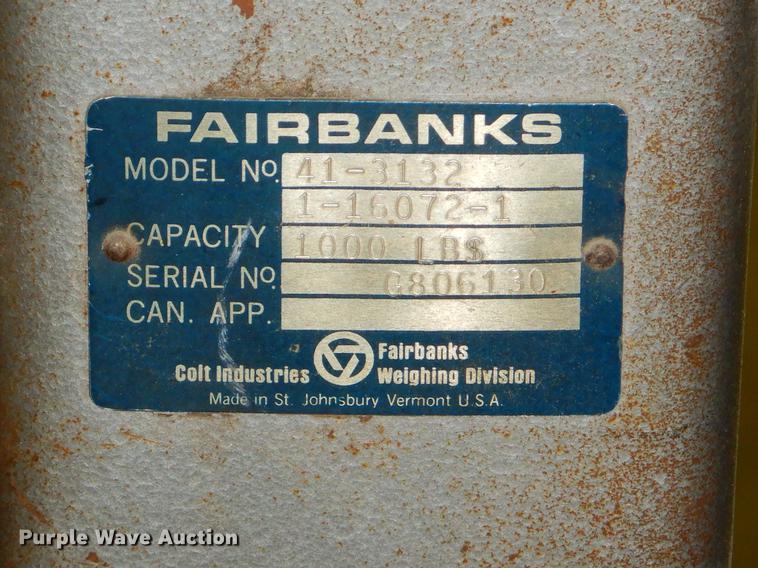 FAIRBANKS
MODEL NO. 41-3132
1-16072-1
CAPACITY 1000 LBS
SERIAL NO. G806130
CAN. APP.
Colt Industries Fairbanks Weighing Division
Made in St. Johnsbury Vermont U.S.A.
Purple Wave Auction